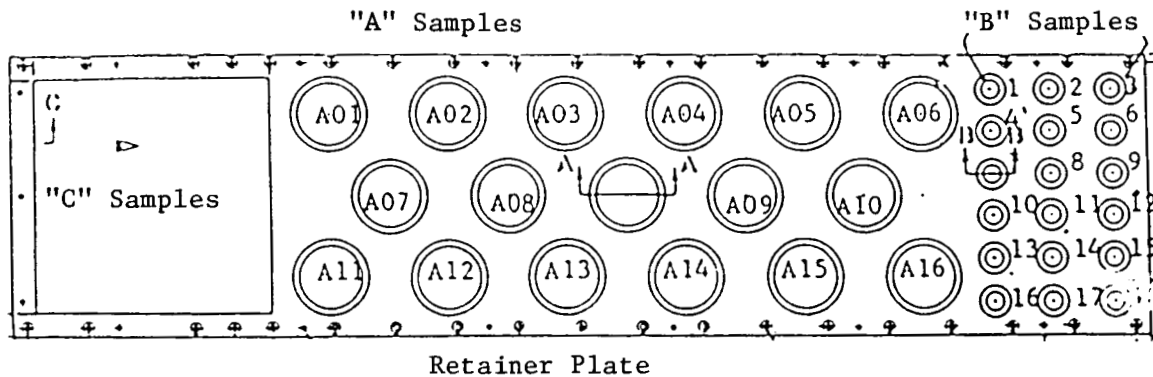 "A" Samples "B" Samples
C
A01 A02 A03 A04 A05 A06 1 2 3
4 5 6
A A B B
"C" Samples A07 A08 A09 A10 8 9
10 11 12
A11 A12 A13 A14 A15 A16 13 14 15
16 17
Retainer Plate